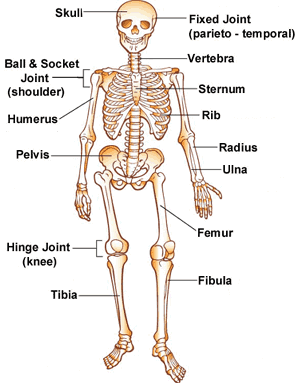 Skull
Fixed Joint
(parieto - temporal)
Vertebra
Ball & Socket
Joint
(shoulder)
Sternum
Humerus
Rib
Pelvis
Radius
Ulna
Femur
Hinge Joint
(knee)
Tibia
Fibula